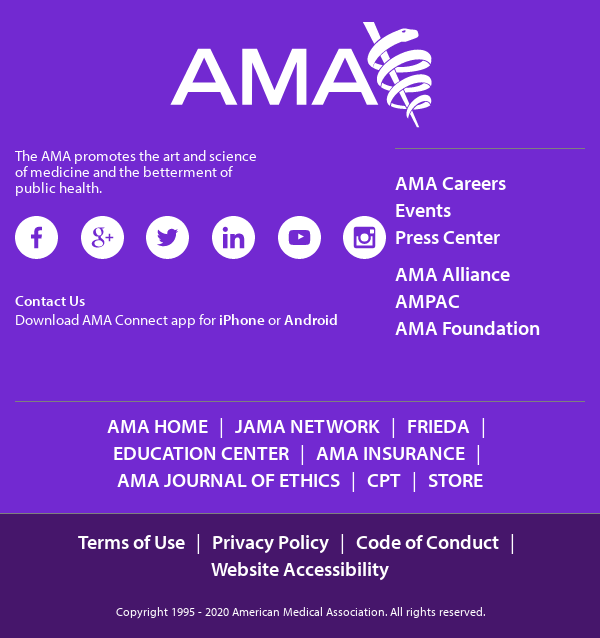 AMA
The AMA promotes the art and science
of medicine and the betterment of
public health.
f g+ in
Contact Us
Download AMA Connect app for iPhone or Android
AMA Careers
Events
Press Center
AMA Alliance
AMPAC
AMA Foundation
AMA HOME | JAMA NETWORK | FRIEDA |
EDUCATION CENTER | AMA INSURANCE |
AMA JOURNAL OF ETHICS | CPT | STORE
Terms of Use | Privacy Policy | Code of Conduct |
Website Accessibility
Copyright 1995 - 2020 American Medical Association. All rights reserved.